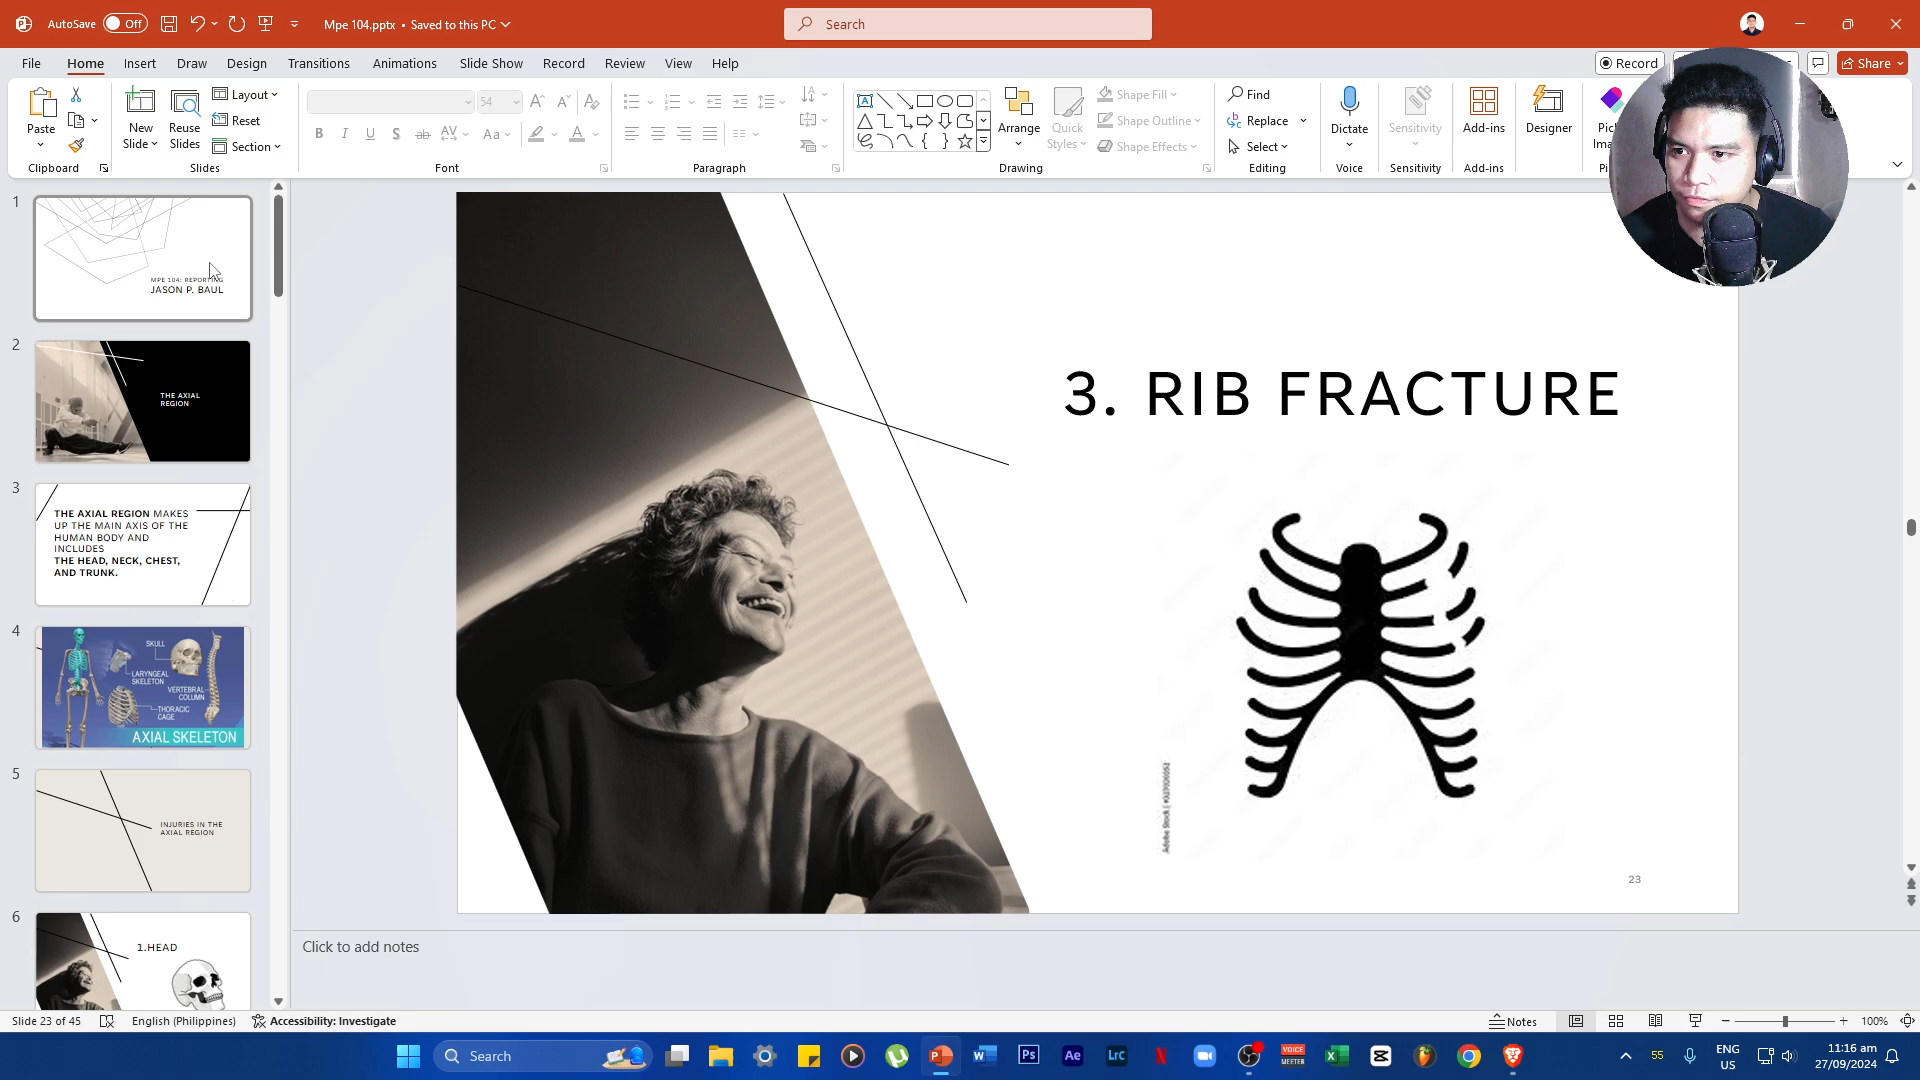 AutoSave Off
Mpe 104.pptx • Saved to this PC
Search
File Home Insert Draw Design Transitions Animations Slide Show Record Review View Help
Record
Share
Paste
Clipboard
New Slide
Reuse Slides
Layout
Reset
Section
Slides
54
Font
Paragraph
Arrange
Quick Styles
Shape Fill
Shape Outline
Shape Effects
Drawing
Find
Replace
Select
Editing
Dictate
Voice
Sensitivity
Sensitivity
Add-ins
Add-ins
Designer
1
MPE 104: REPORTING
JASON P. BAUL
2
THE AXIAL
REGION
3
THE AXIAL REGION MAKES
UP THE MAIN AXIS OF THE
HUMAN BODY AND
INCLUDES
THE HEAD, NECK, CHEST,
AND TRUNK.
4
SKULL
LARYNGEAL
SKELETON
VERTEBRAL
COLUMN
THORACIC
CAGE
AXIAL SKELETON
5
INJURIES IN THE
AXIAL REGION
6
1.HEAD
3. RIB FRACTURE
23
Click to add notes
Slide 23 of 45
English (Philippines)
Accessibility: Investigate
Notes
100%
Search
Ps
Ae
Lrc
VOICE
MEETER
55
ENG
US
11:16 am
27/09/2024